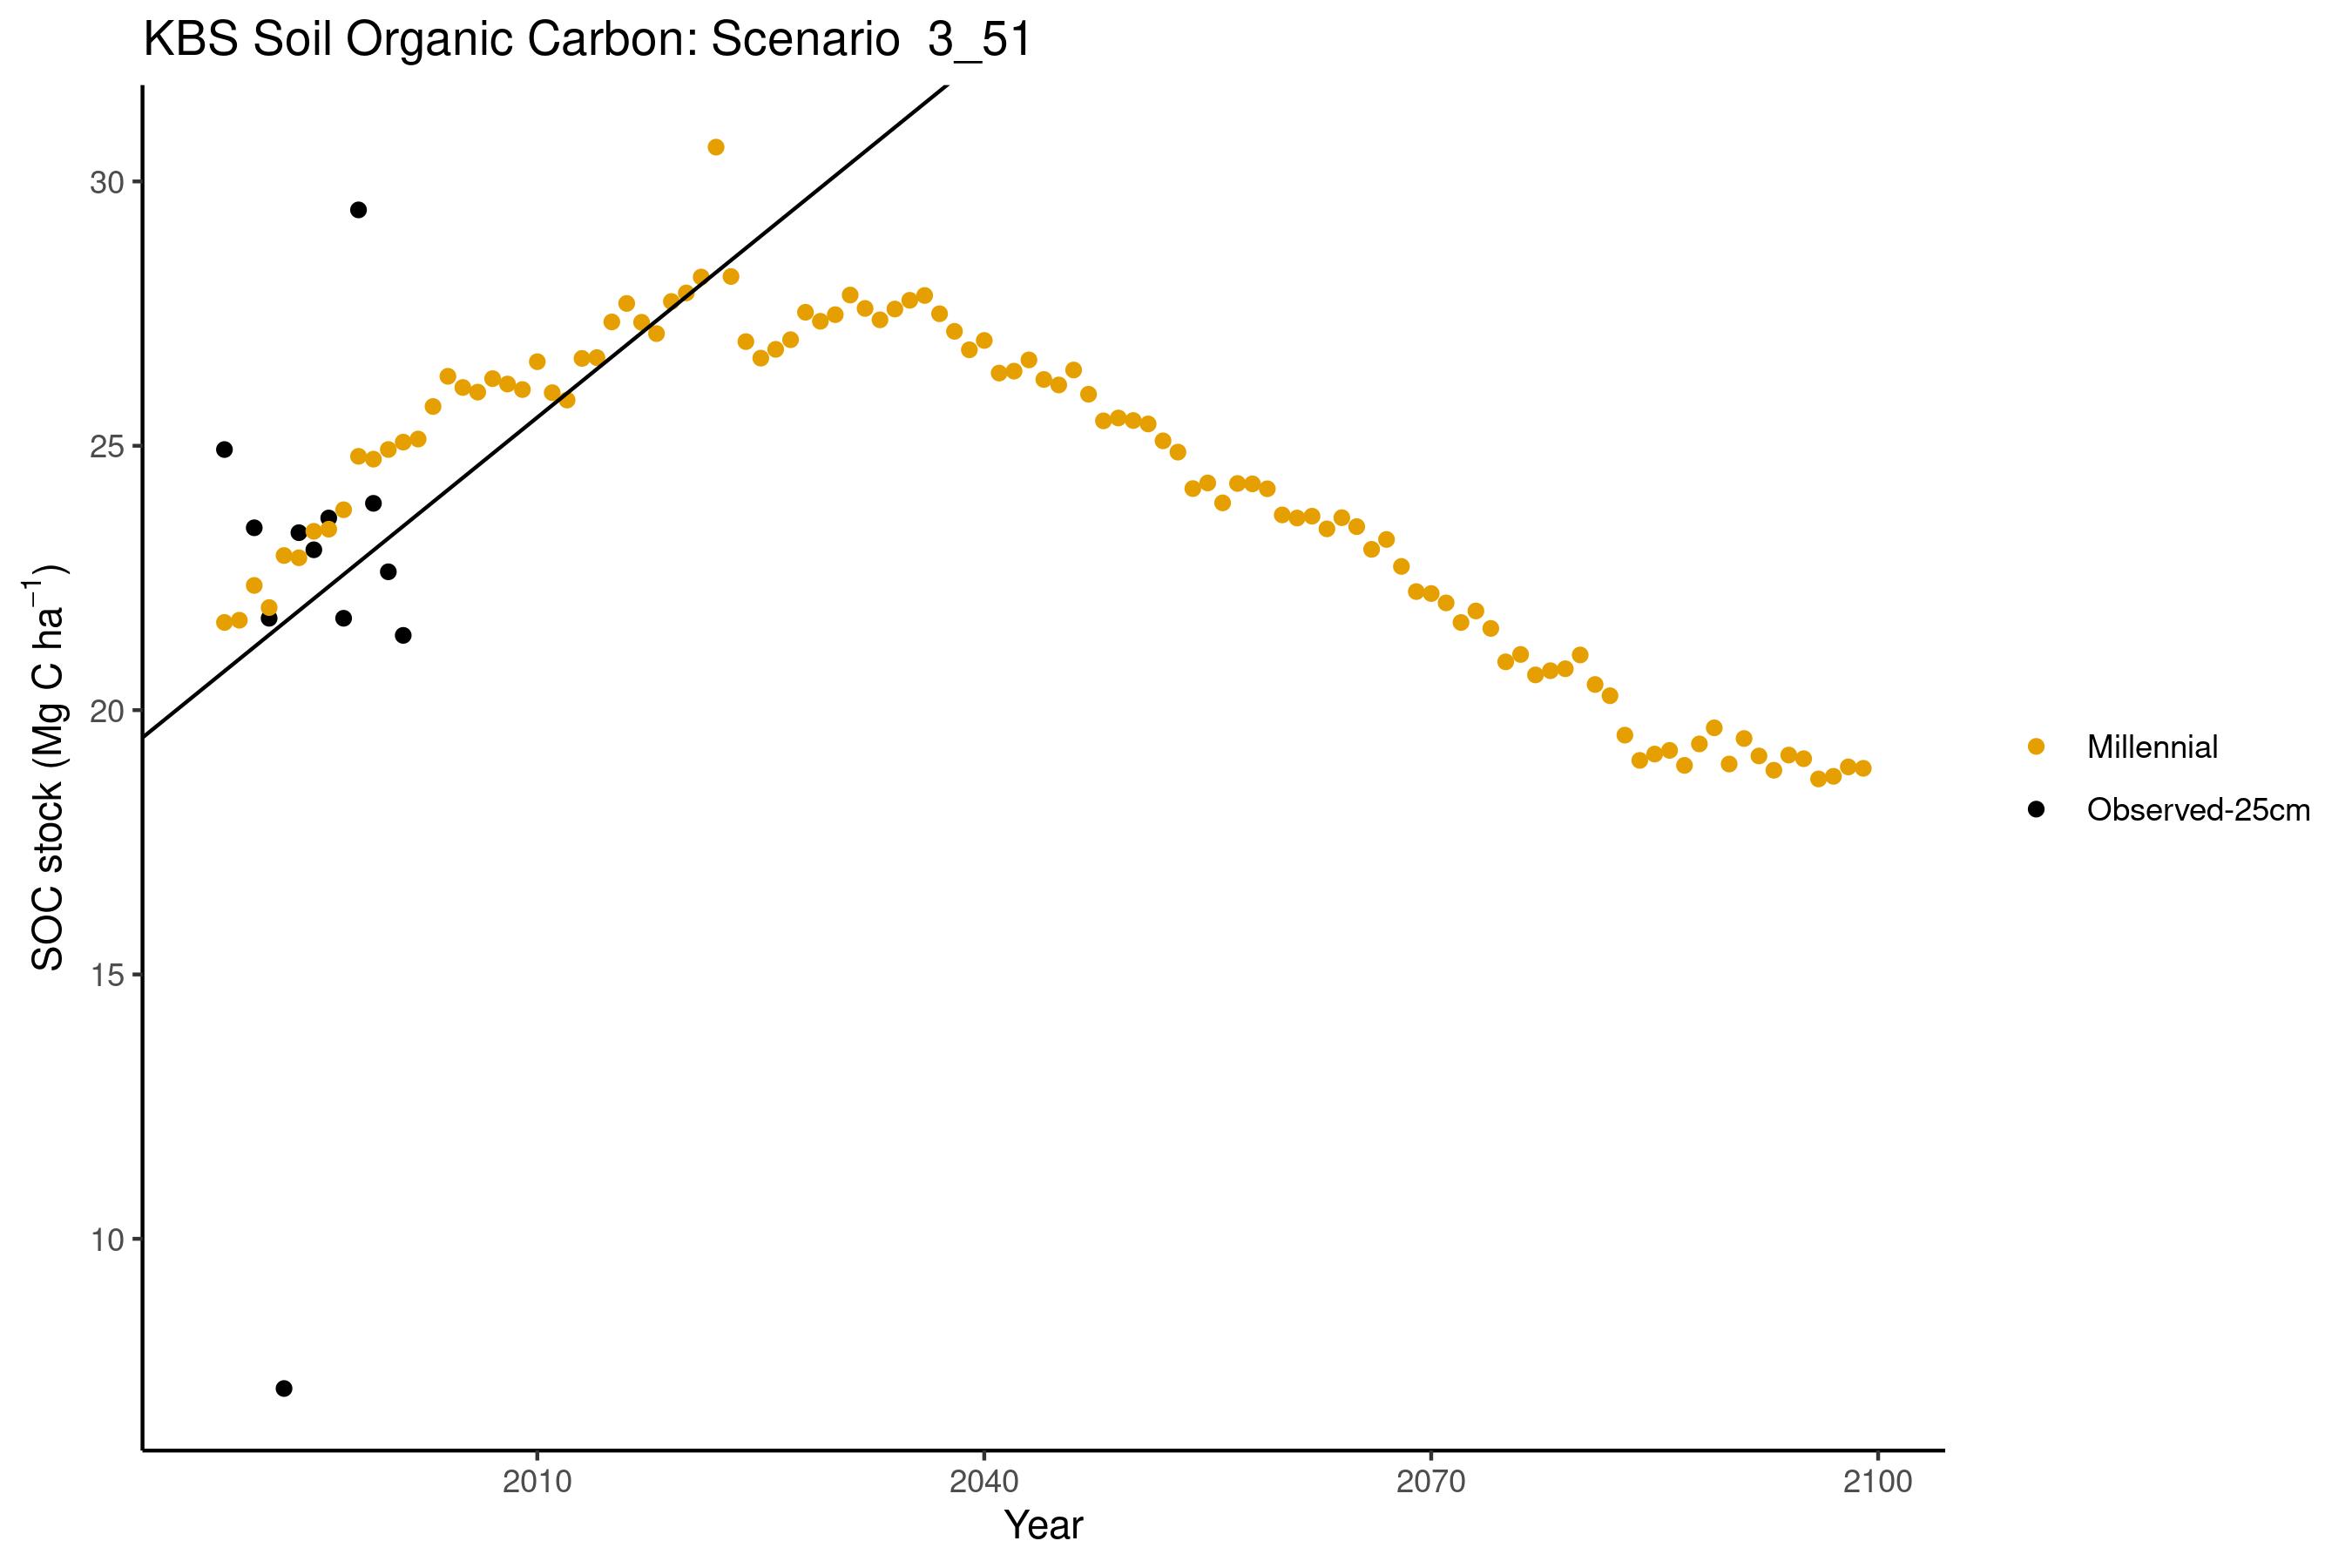 KBS Soil Organic Carbon: Scenario  3_51
SOC stock (Mg C ha⁻¹)
30
25
20
15
10
2010
2040
2070
2100
Year
Millennial
Observed-25cm